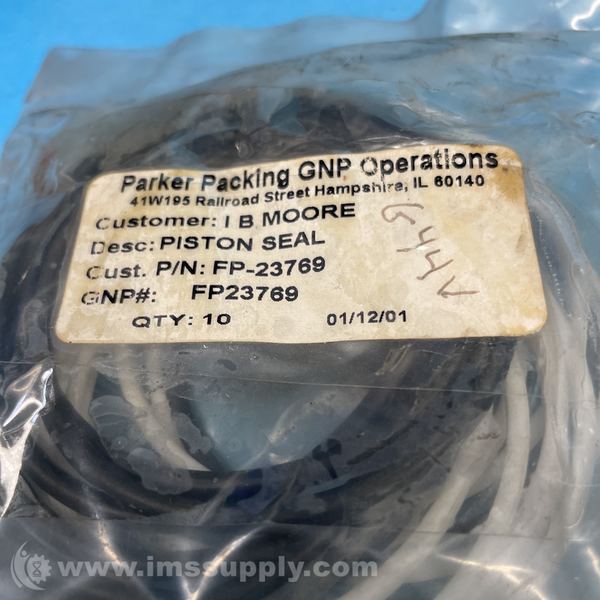 Parker Packing GNP Operations
41W195 Railroad Street Hampshire, IL 60140
Customer: I B MOORE
Desc: PISTON SEAL
Cust. P/N: FP-23769
GNP#: FP23769
QTY: 10 01/12/01
www.imssupply.com